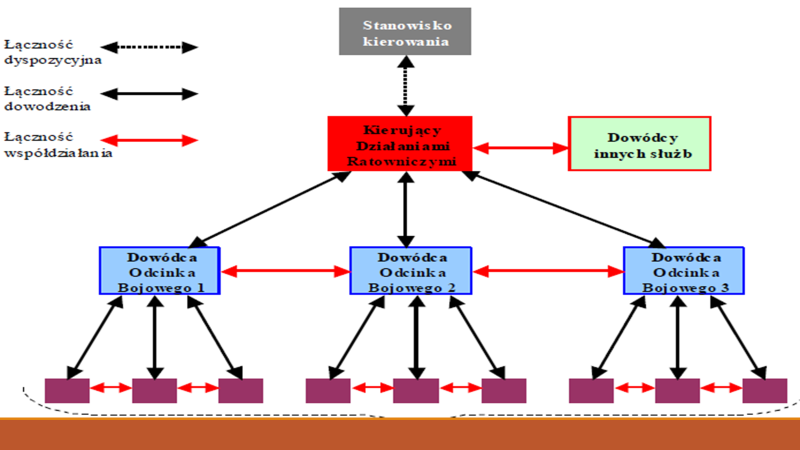 Stanowisko
kierowania
Łączność
dyspozycyjna
Łączność
dowodzenia
Łączność
współdziałania
Kierujący
Działaniami
Ratowniczymi
Dowódcy
innych służb
Dowódca
Odcinka
Bojowego 1
Dowódca
Odcinka
Bojowego 2
Dowódca
Odcinka
Bojowego 3